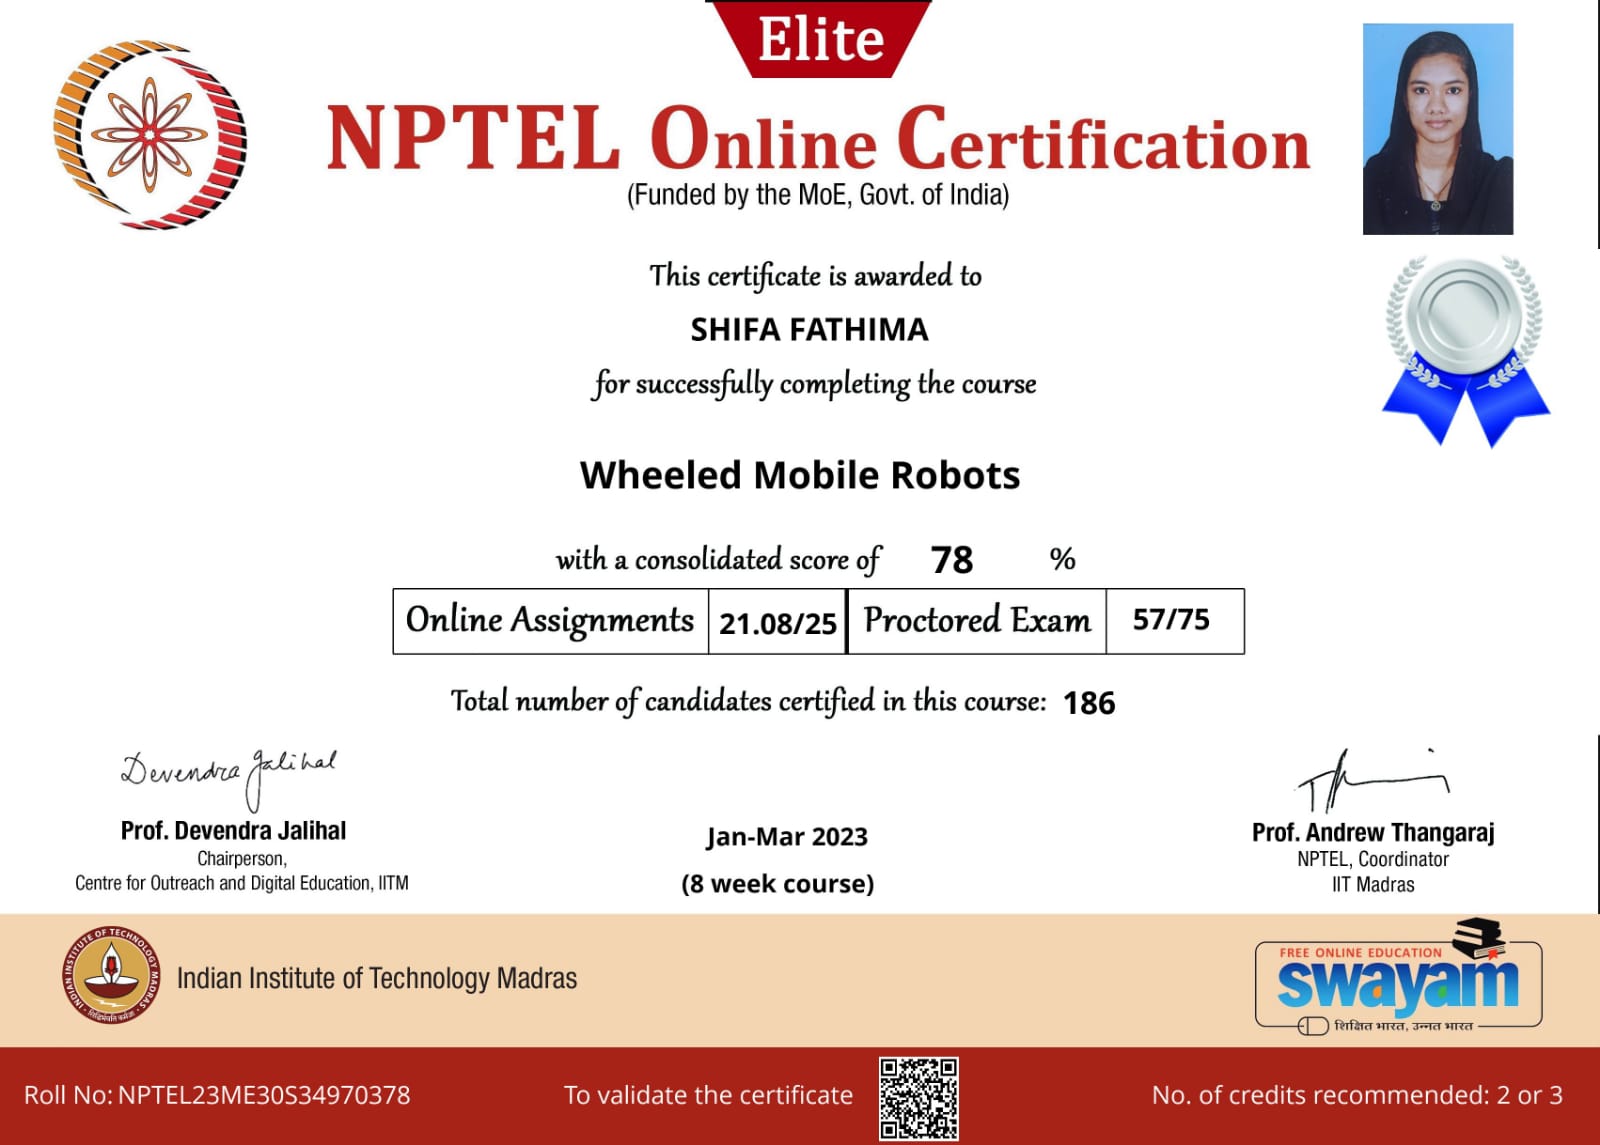 Elite
NPTEL Online Certification
(Funded by the MoE, Govt. of India)
This certificate is awarded to
SHIFA FATHIMA
for successfully completing the course
Wheeled Mobile Robots
with a consolidated score of 78 %
Online Assignments 21.08/25 Proctored Exam 57/75
Total number of candidates certified in this course: 186
Devendra Jalihal
Prof. Devendra Jalihal
Chairperson,
Centre for Outreach and Digital Education, IITM
Jan-Mar 2023
(8 week course)
Prof. Andrew Thangaraj
NPTEL, Coordinator
IIT Madras
INDIAN INSTITUTE OF TECHNOLOGY MADRAS
सिद्धिर्भवति कर्मजा
Indian Institute of Technology Madras
FREE ONLINE EDUCATION
swayam
शिक्षित भारत, उन्नत भारत
Roll No: NPTEL23ME30S34970378
To validate the certificate
No. of credits recommended: 2 or 3